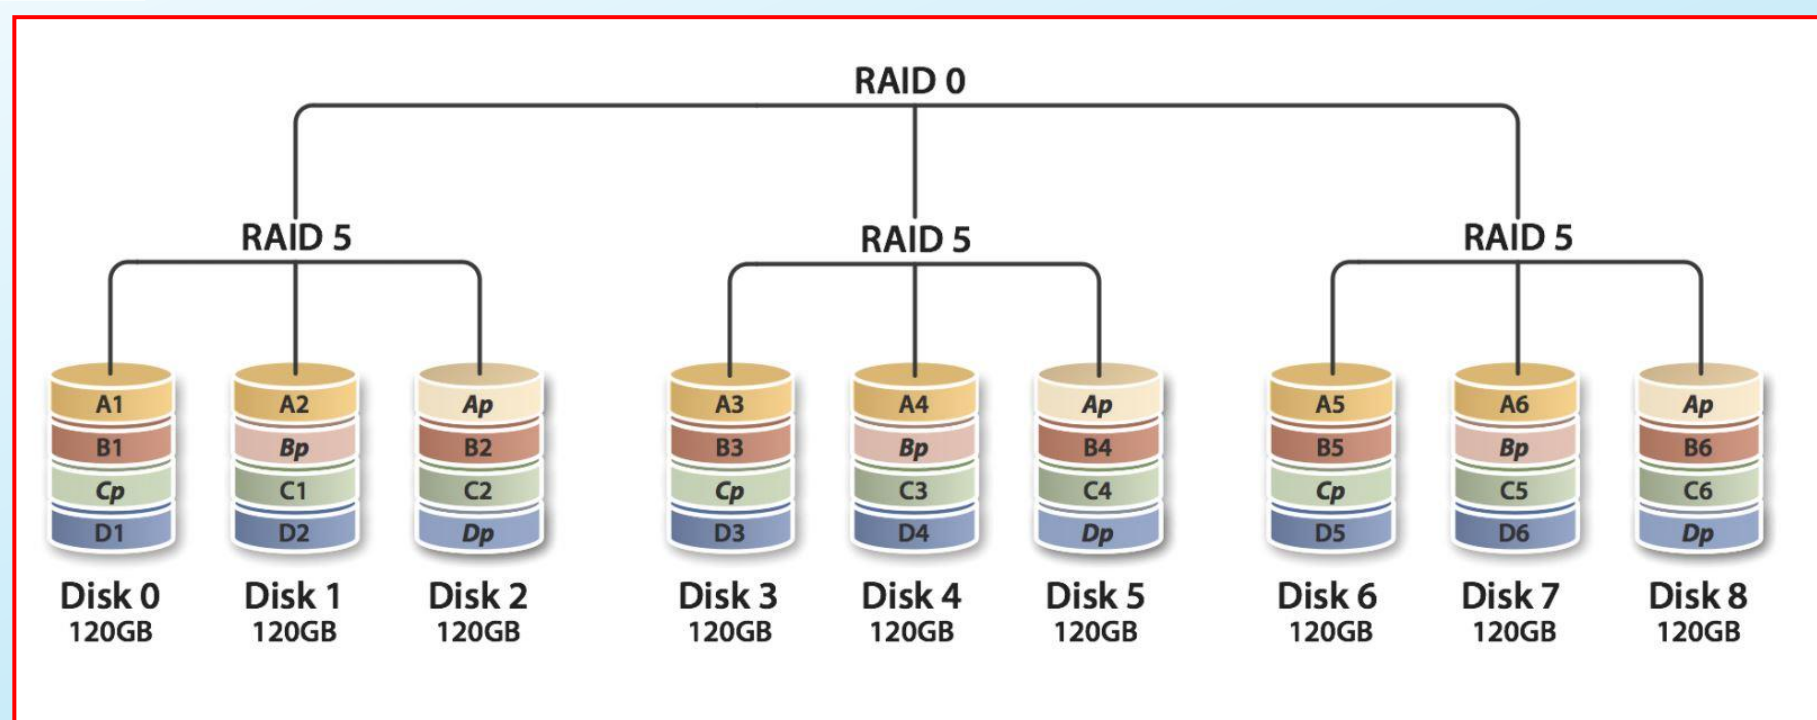 RAID 0
RAID 5 RAID 5 RAID 5
A1 A2 Ap A3 A4 Ap A5 A6 Ap
B1 Bp B2 B3 Bp B4 B5 Bp B6
Cp C1 C2 Cp C3 C4 Cp C5 C6
D1 D2 Dp D3 D4 Dp D5 D6 Dp
Disk 0 Disk 1 Disk 2 Disk 3 Disk 4 Disk 5 Disk 6 Disk 7 Disk 8
120GB 120GB 120GB 120GB 120GB 120GB 120GB 120GB 120GB